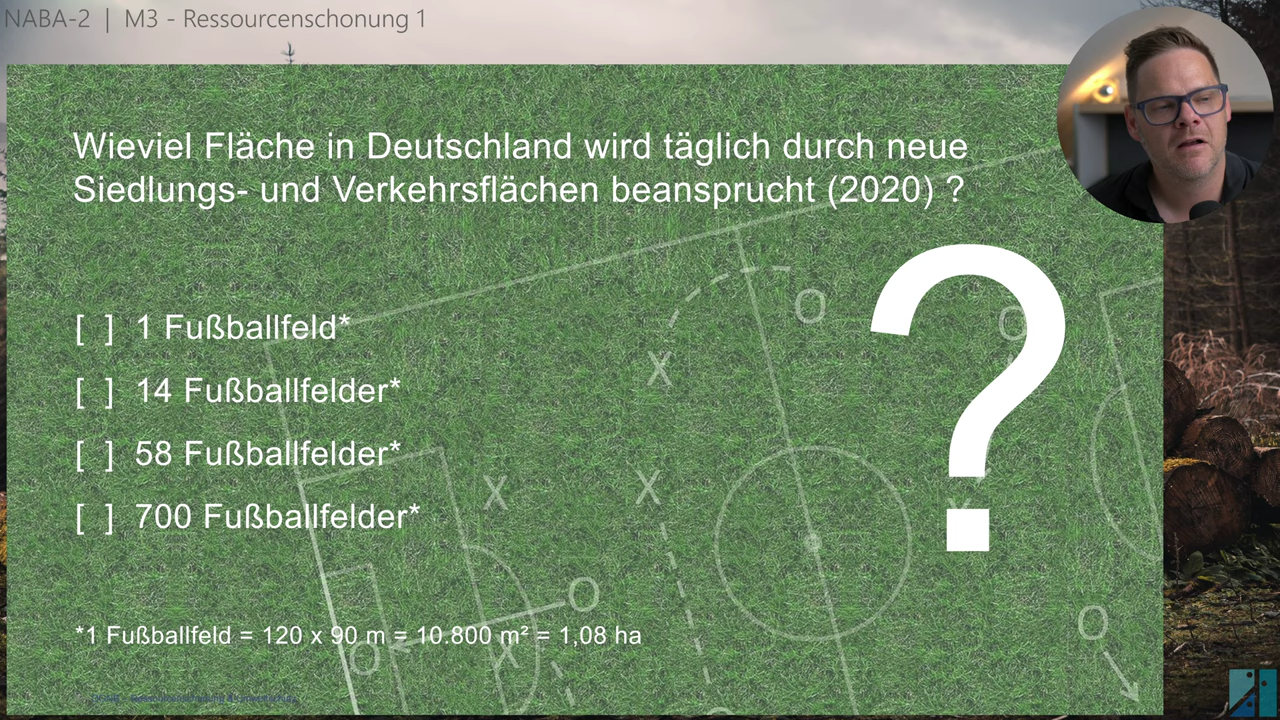 NABA-2 | M3 - Ressourcenschonung 1
Wieviel Fläche in Deutschland wird täglich durch neue
Siedlungs- und Verkehrsflächen beansprucht (2020) ?
[ ] 1 Fußballfeld*
[ ] 14 Fußballfelder*
[ ] 58 Fußballfelder*
[ ] 700 Fußballfelder*
*1 Fußballfeld = 120 x 90 m = 10.800 m² = 1,08 ha